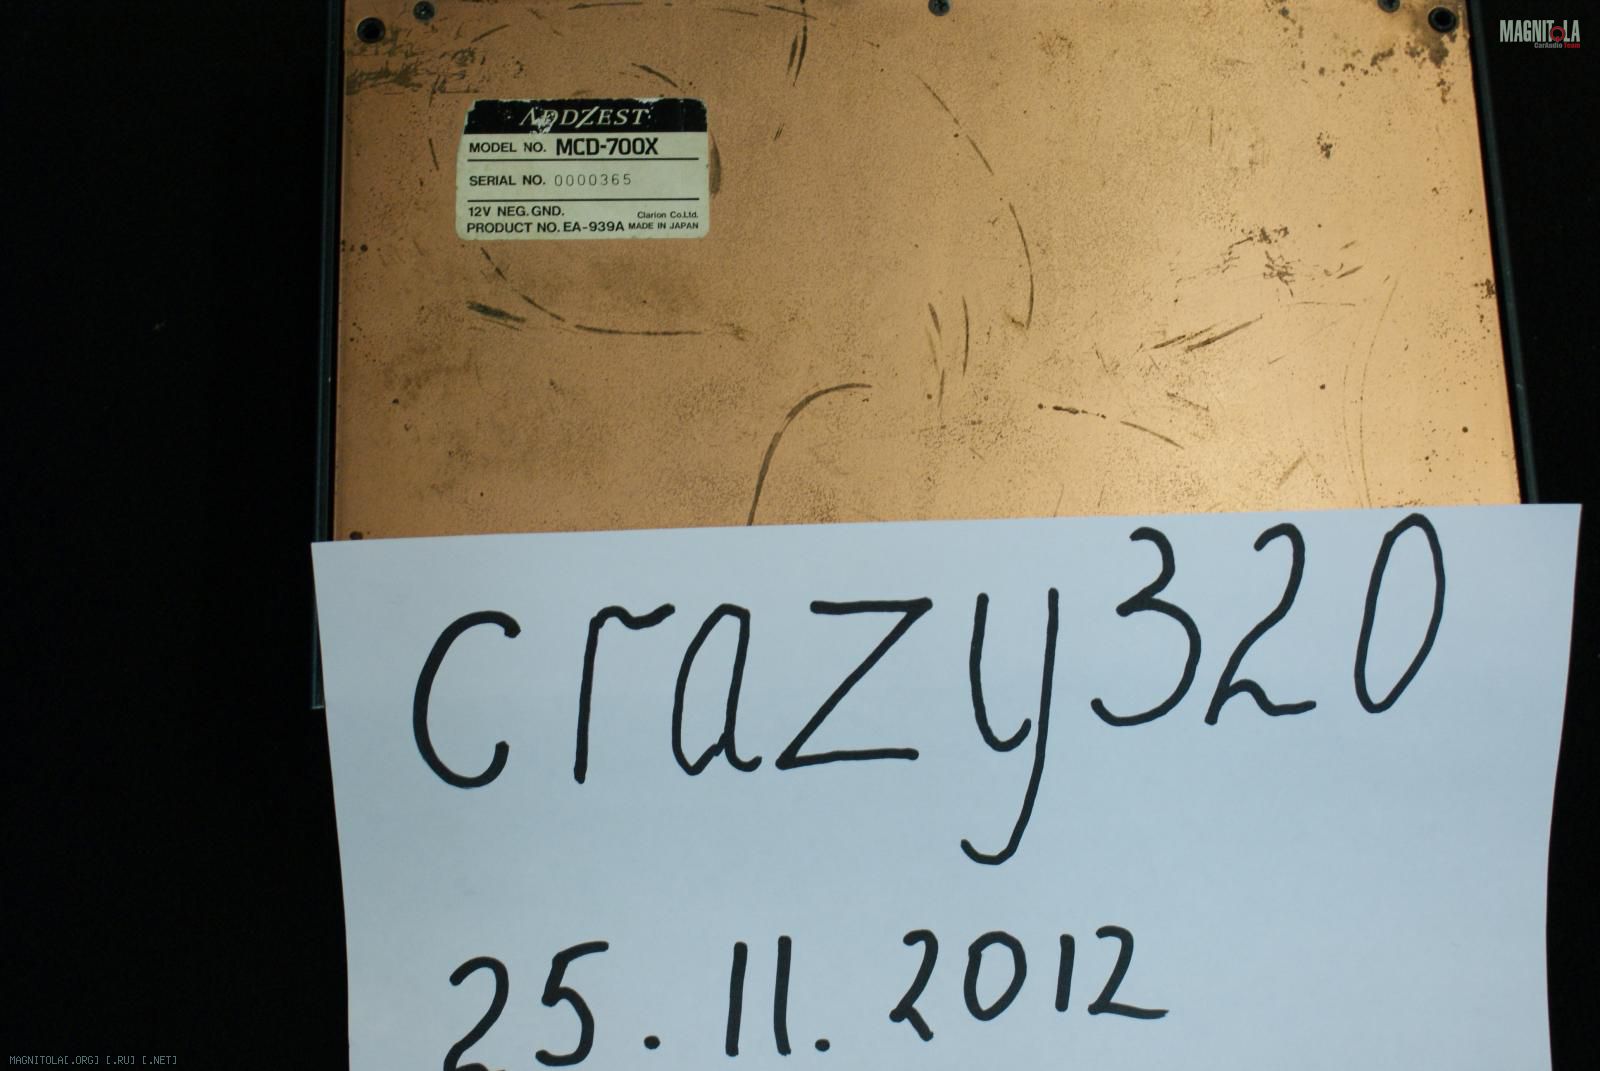 MAGNITOLA
CarAudio Team
ADDZEST
MODEL NO. MCD-700X
SERIAL NO. 0000365
12V NEG. GND. Clarion Co.Ltd.
PRODUCT NO. EA-939A MADE IN JAPAN
crazy320
25.11.2012
MAGNITOLA[.ORG] [.RU] [.NET]